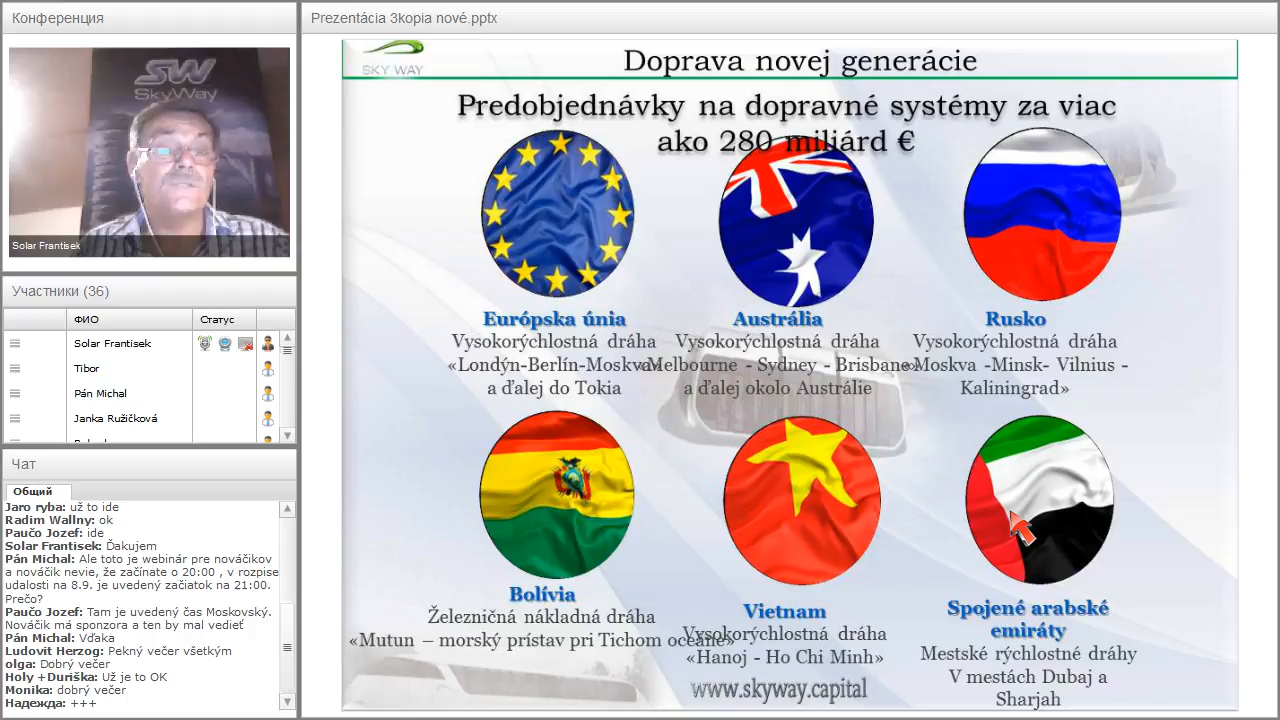 Конференция
SW
SkyWay
Solar Frantisek
Участники (36)
ФИО
Статус
Solar Frantisek
Tibor
Pán Michal
Janka Ružičková
Чат
Общий
Jaro ryba: už to ide
Radim Wallny: ok
Paučo Jozef: ide
Solar Frantisek: Ďakujem
Pán Michal: Ale toto je webinár pre nováčikov
a nováčik nevie, že začínate o 20:00 , v rozpise
udalosti na 8.9. je uvedený začiatok na 21:00.
Prečo?
Paučo Jozef: Tam je uvedený čas Moskovský.
Nováčik má sponzora a ten by mal vedieť
Pán Michal: Vďaka
Ludovit Herzog: Pekný večer všetkým
olga: Dobrý večer
Holy +Duriška: Už je to OK
Monika: dobrý večer
Надежда: +++
Prezentácia 3kopia nové.pptx
SKY WAY
Doprava novej generácie
Predobjednávky na dopravné systémy za viac
ako 280 miliárd €
Európska únia
Vysokorýchlostná dráha
«Londýn-Berlín-Moskva»
a ďalej do Tokia
Austrália
Vysokorýchlostná dráha
«Melbourne - Sydney - Brisbane»
a ďalej okolo Austrálie
Rusko
Vysokorýchlostná dráha
«Moskva -Minsk- Vilnius -
Kaliningrad»
Bolívia
Železničná nákladná dráha
«Mutun – morský prístav pri Tichom oceáne»
Vietnam
Vysokorýchlostná dráha
«Hanoj - Ho Chi Minh»
Spojené arabské
emiráty
Mestské rýchlostné dráhy
V mestách Dubaj a
Sharjah
www.skyway.capital